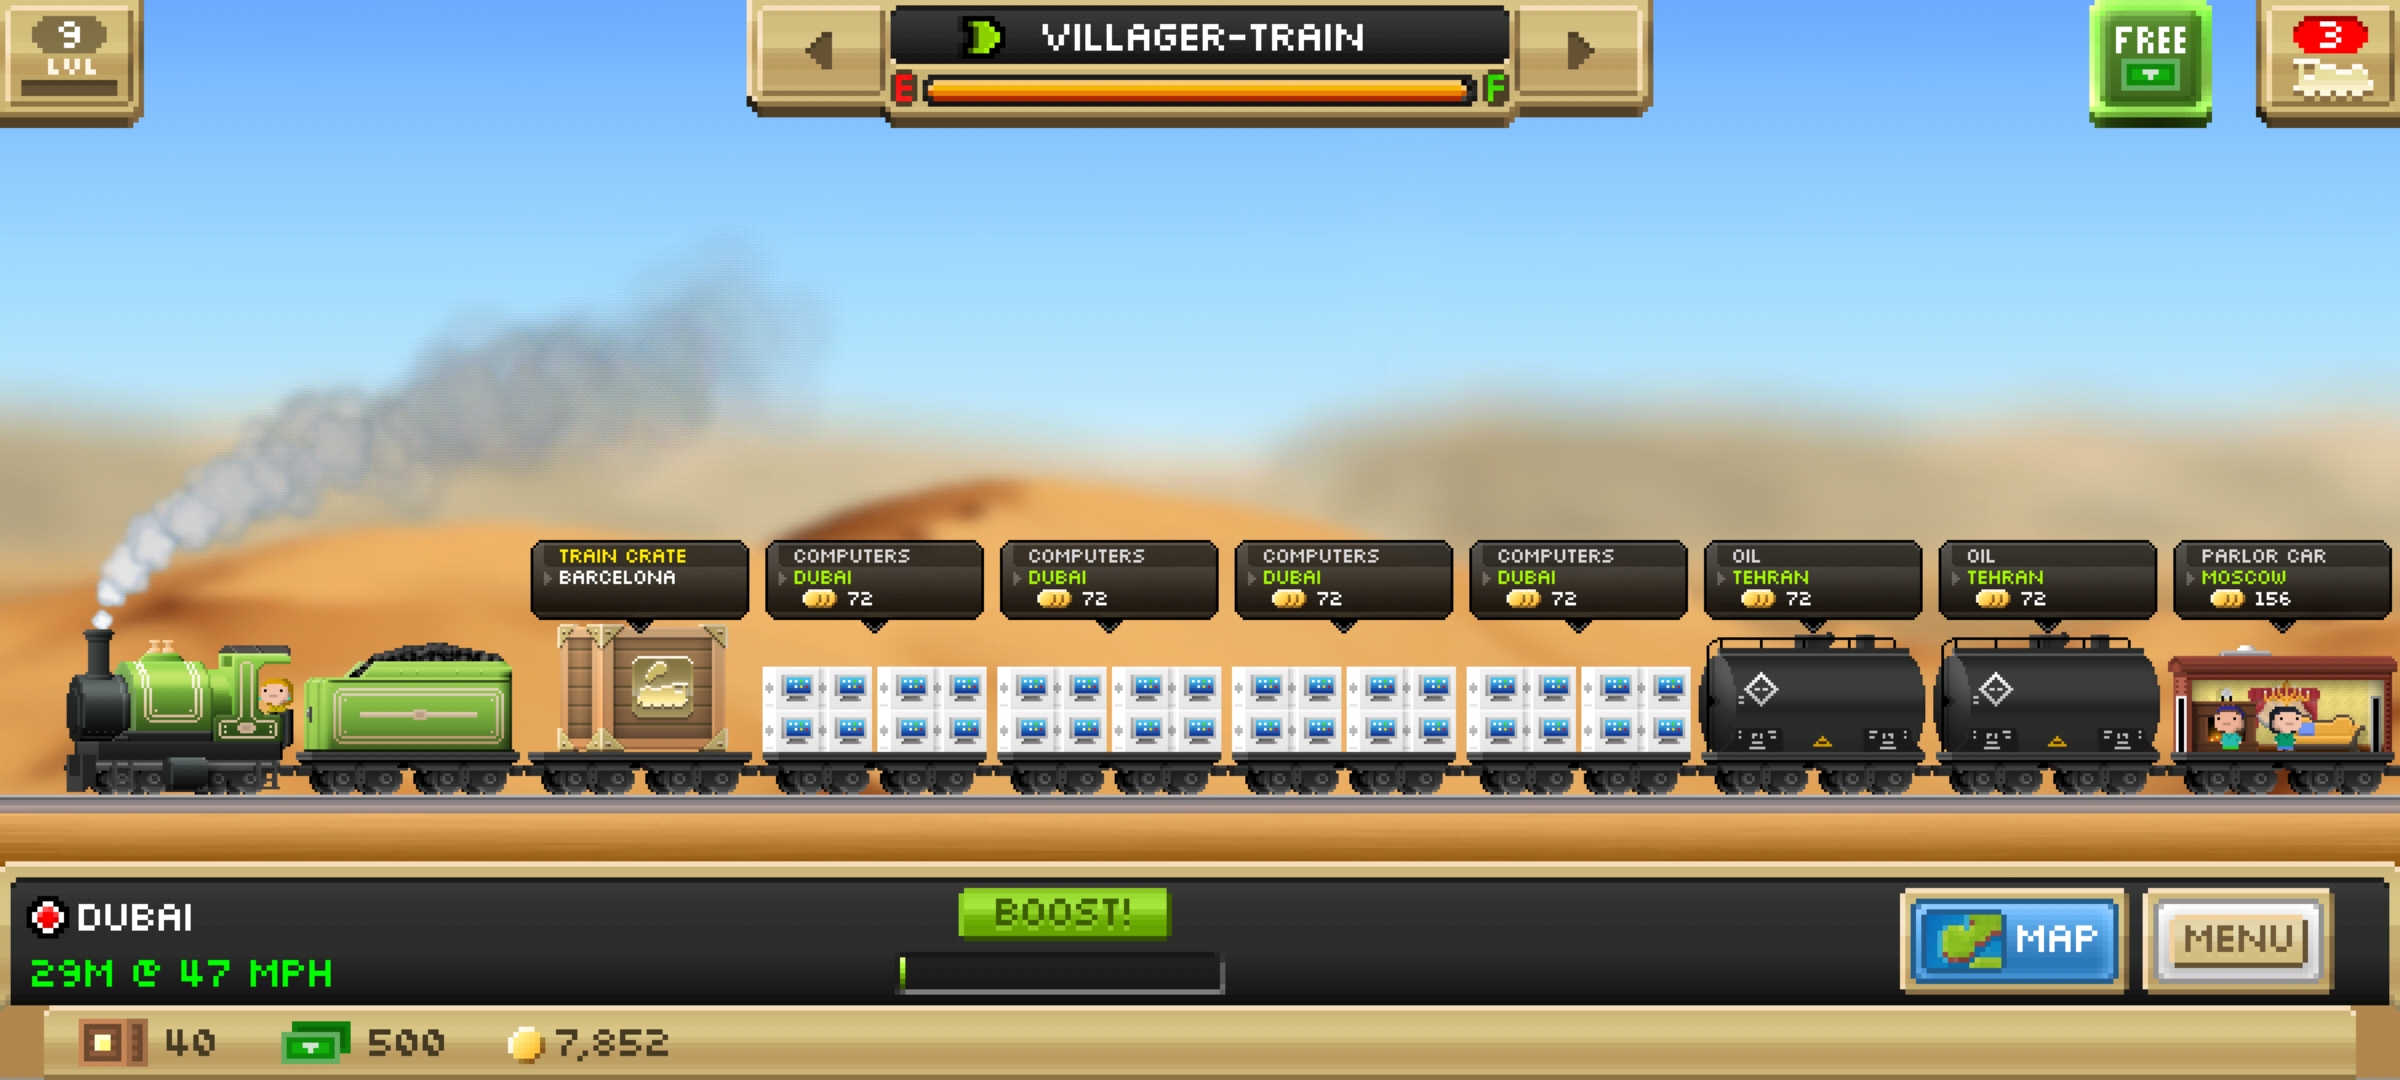 9
LVL
VILLAGER-TRAIN
E F
FREE
3
TRAIN CRATE
BARCELONA
COMPUTERS
DUBAI
72
COMPUTERS
DUBAI
72
COMPUTERS
DUBAI
72
COMPUTERS
DUBAI
72
OIL
TEHRAN
72
OIL
TEHRAN
72
PARLOR CAR
MOSCOW
156
DUBAI
29M @ 47 MPH
BOOST!
MAP
MENU
40
500
7,852